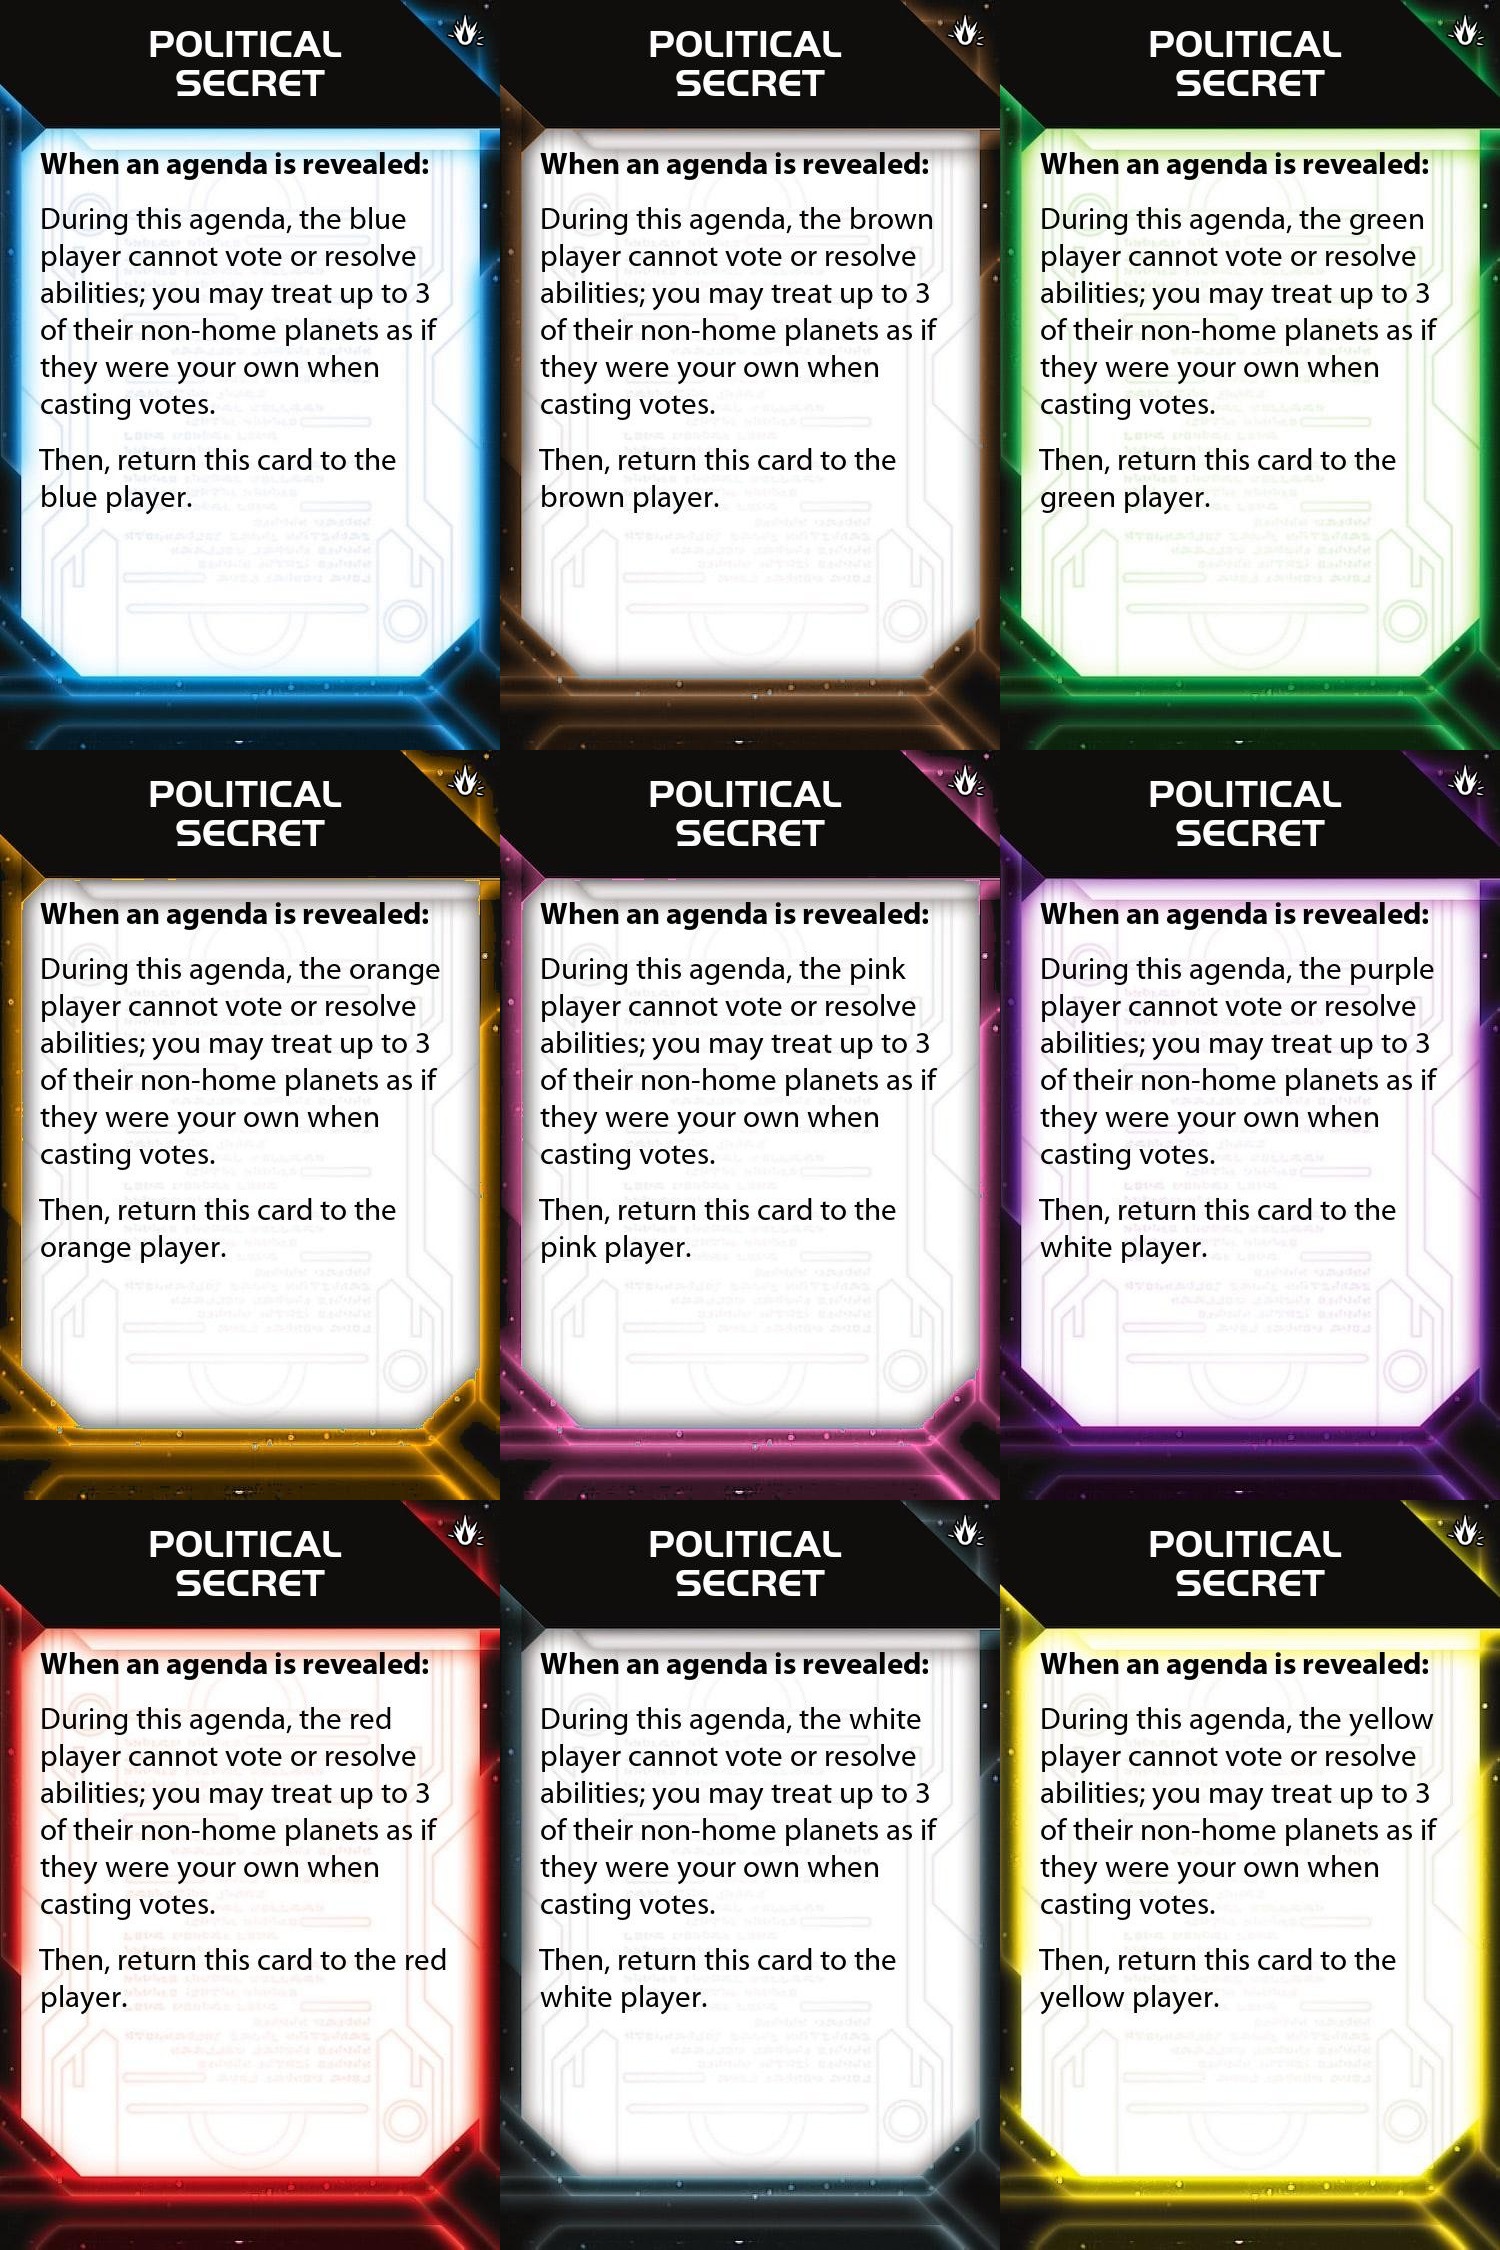 POLITICAL
SECRET
When an agenda is revealed:
During this agenda, the blue
player cannot vote or resolve
abilities; you may treat up to 3
of their non-home planets as if
they were your own when
casting votes.
Then, return this card to the
blue player.
POLITICAL
SECRET
When an agenda is revealed:
During this agenda, the brown
player cannot vote or resolve
abilities; you may treat up to 3
of their non-home planets as if
they were your own when
casting votes.
Then, return this card to the
brown player.
POLITICAL
SECRET
When an agenda is revealed:
During this agenda, the green
player cannot vote or resolve
abilities; you may treat up to 3
of their non-home planets as if
they were your own when
casting votes.
Then, return this card to the
green player.
POLITICAL
SECRET
When an agenda is revealed:
During this agenda, the orange
player cannot vote or resolve
abilities; you may treat up to 3
of their non-home planets as if
they were your own when
casting votes.
Then, return this card to the
orange player.
POLITICAL
SECRET
When an agenda is revealed:
During this agenda, the pink
player cannot vote or resolve
abilities; you may treat up to 3
of their non-home planets as if
they were your own when
casting votes.
Then, return this card to the
pink player.
POLITICAL
SECRET
When an agenda is revealed:
During this agenda, the purple
player cannot vote or resolve
abilities; you may treat up to 3
of their non-home planets as if
they were your own when
casting votes.
Then, return this card to the
white player.
POLITICAL
SECRET
When an agenda is revealed:
During this agenda, the red
player cannot vote or resolve
abilities; you may treat up to 3
of their non-home planets as if
they were your own when
casting votes.
Then, return this card to the red
player.
POLITICAL
SECRET
When an agenda is revealed:
During this agenda, the white
player cannot vote or resolve
abilities; you may treat up to 3
of their non-home planets as if
they were your own when
casting votes.
Then, return this card to the
white player.
POLITICAL
SECRET
When an agenda is revealed:
During this agenda, the yellow
player cannot vote or resolve
abilities; you may treat up to 3
of their non-home planets as if
they were your own when
casting votes.
Then, return this card to the
yellow player.